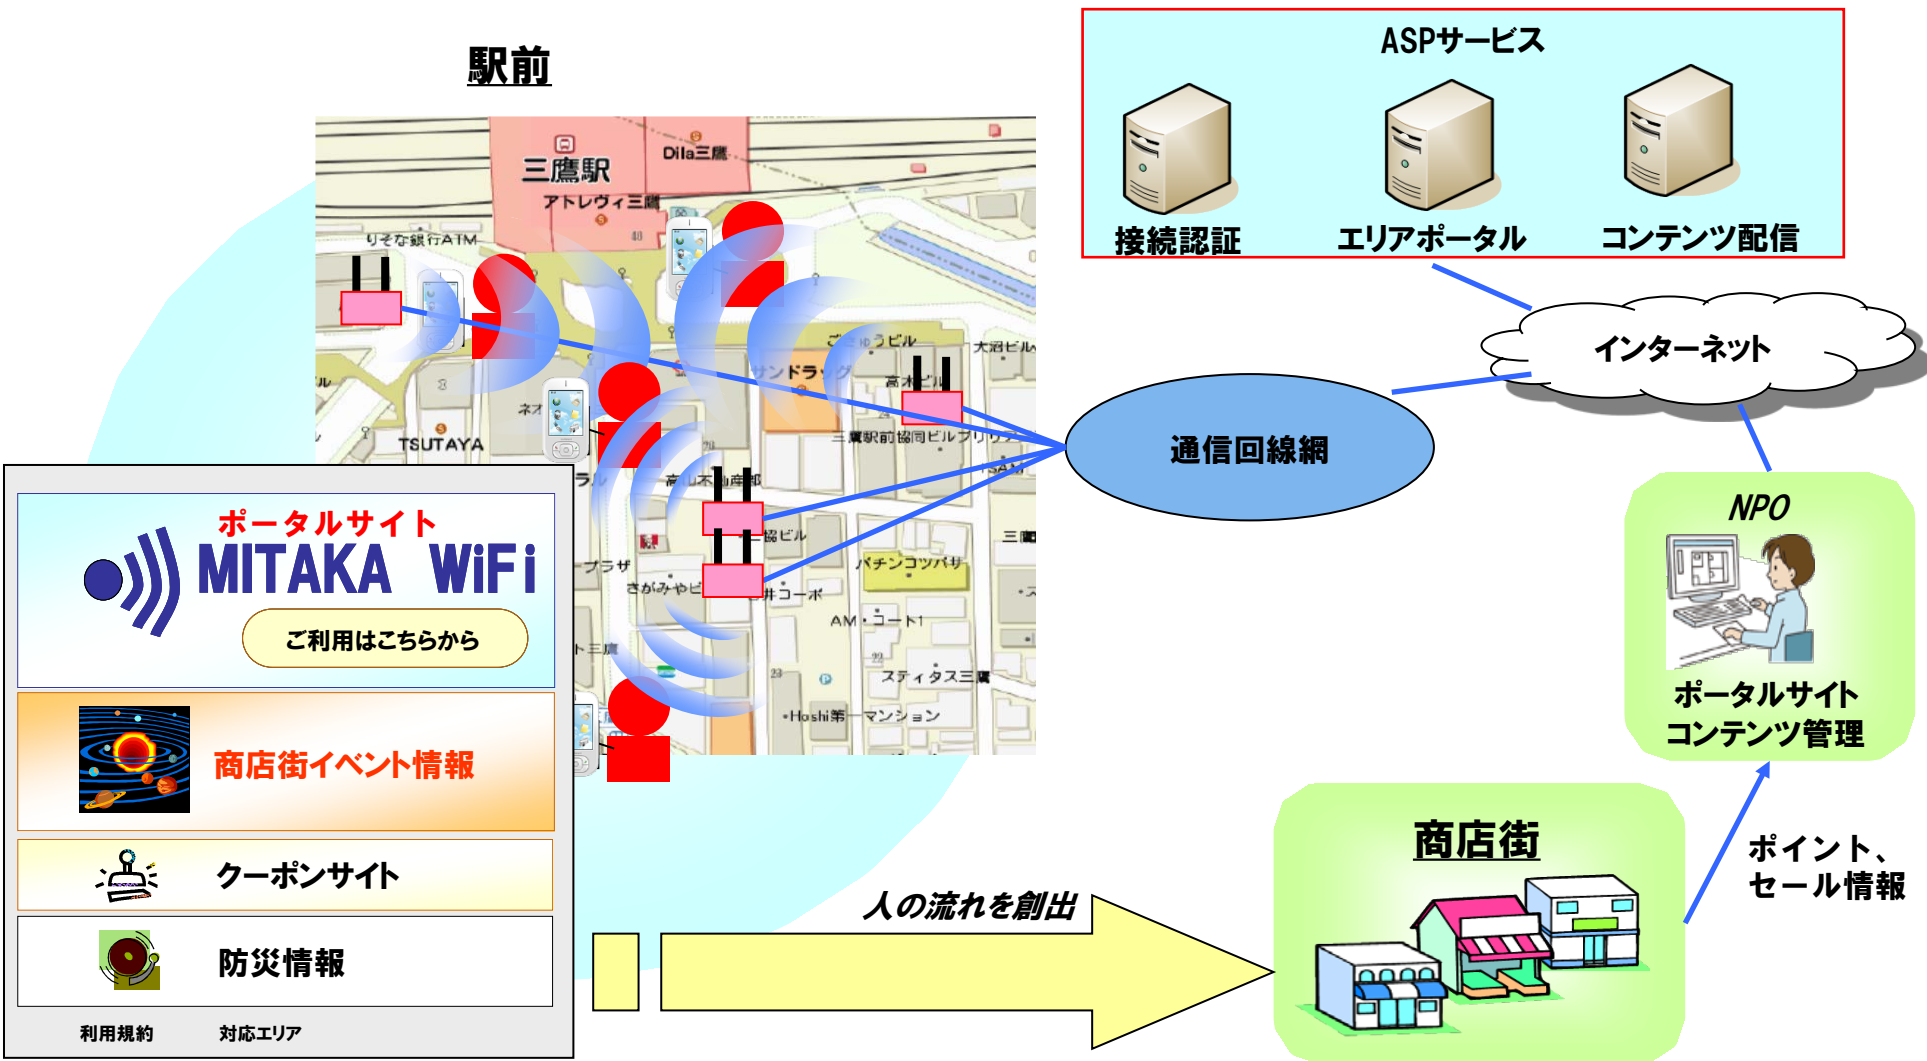 駅前
ASPサービス
接続認証
エリアポータル
コンテンツ配信
三鷹駅
Dila三鷹
アトレヴィ三鷹
りそな銀行ATM
インターネット
サンドラッグ
大沼ビル
高木ビル
TSUTAYA
三鷹駅前協同ビル
通信回線網
NPO
ポータルサイト
コンテンツ管理
三協ビル
パチンコツバサ
プラザ
AM・コート1
スティタス三鷹
Hoshi第一マンション
ポータルサイト
MITAKA WiFi
ご利用はこちらから
商店街イベント情報
クーポンサイト
防災情報
利用規約
対応エリア
人の流れを創出
商店街
ポイント、
セール情報